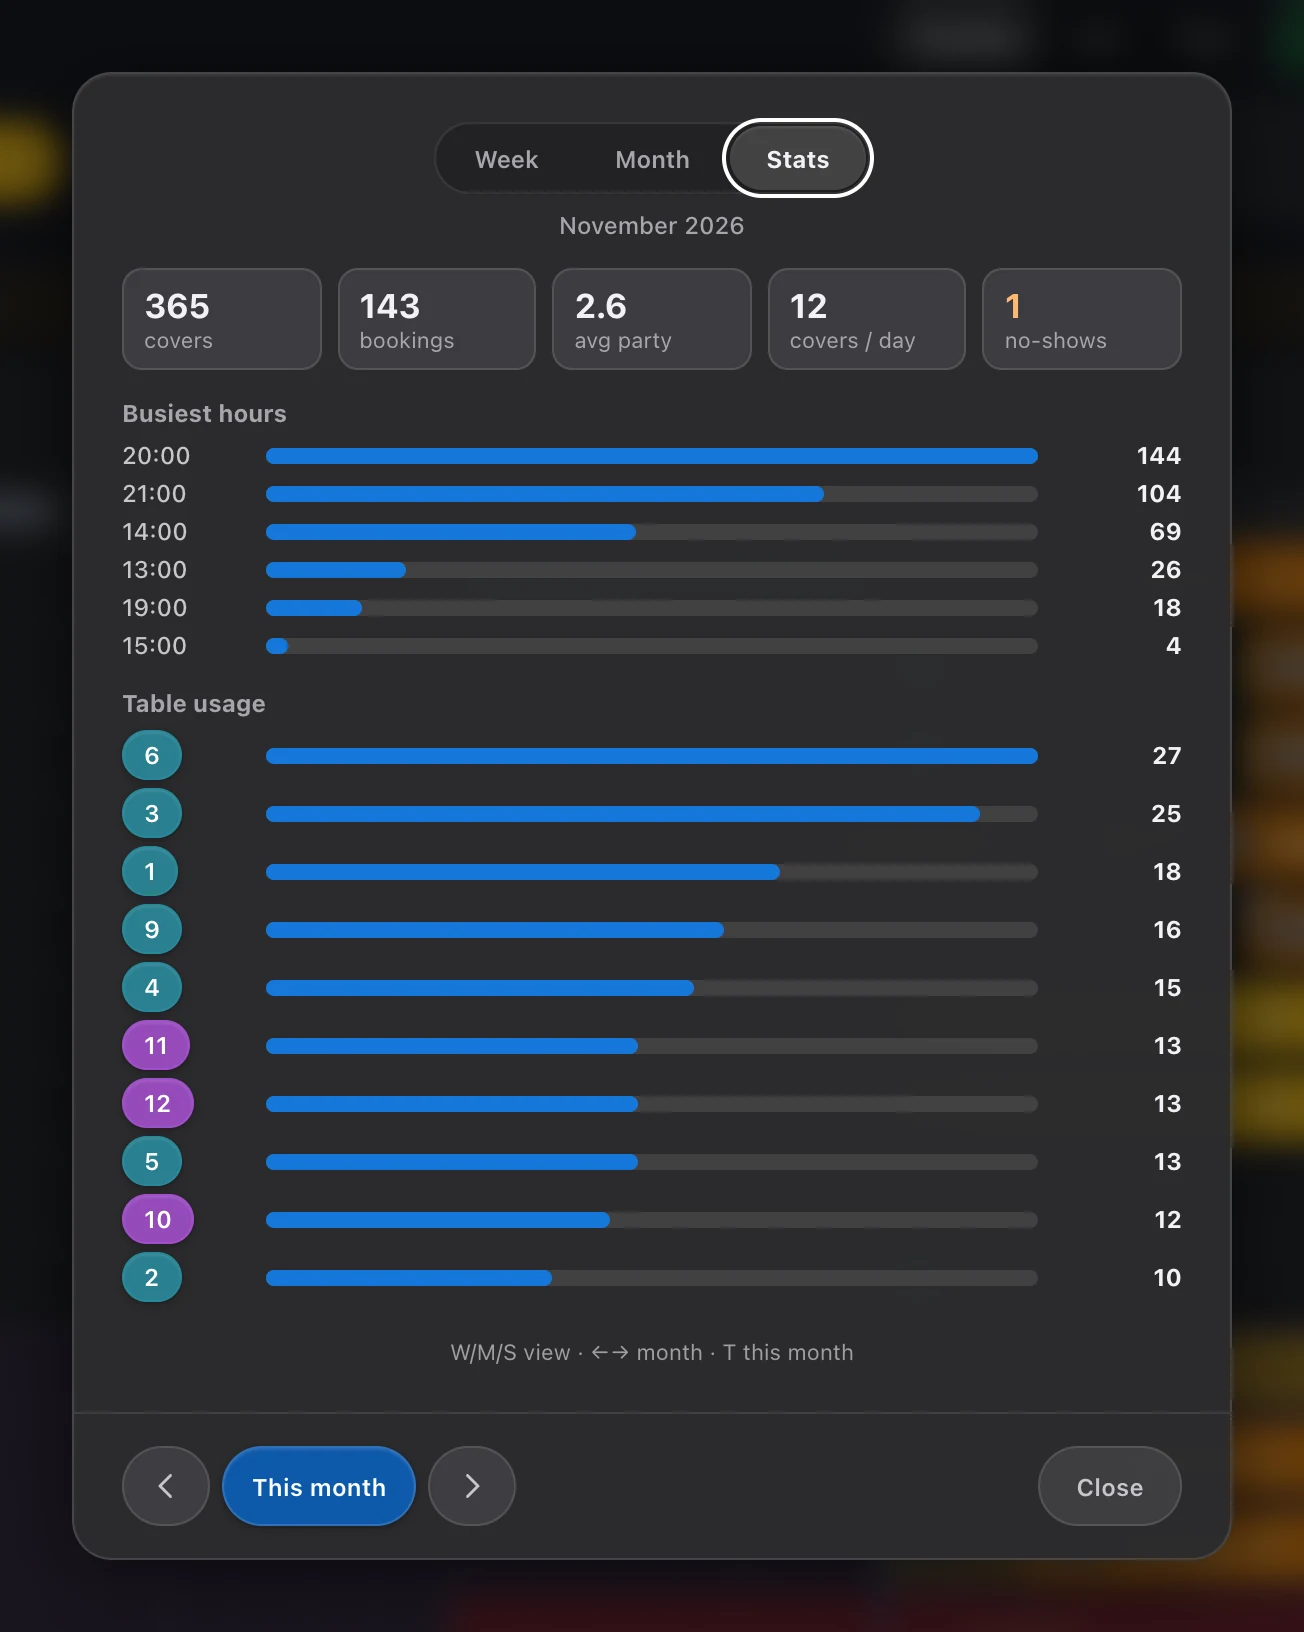 Week Month Stats
November 2026
365 143 2.6 12 1
covers bookings avg party covers / day no-shows
Busiest hours
20:00 144
21:00 104
14:00 69
13:00 26
19:00 18
15:00 4
Table usage
6 27
3 25
1 18
9 16
4 15
11 13
12 13
5 13
10 12
2 10
W/M/S view · ←→ month · T this month
This month Close